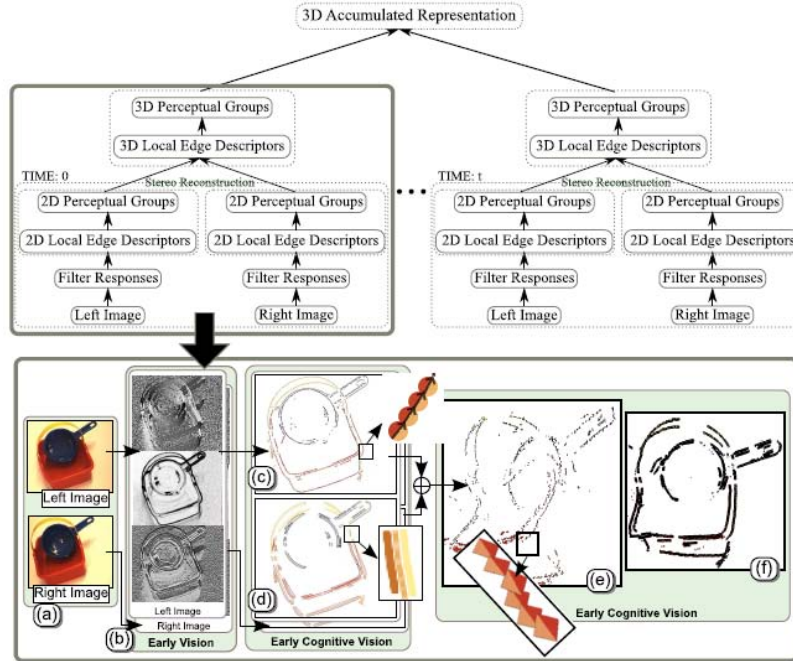 3D Accumulated Representation
3D Perceptual Groups
3D Perceptual Groups
3D Local Edge Descriptors
3D Local Edge Descriptors
TIME: 0
Stereo Reconstruction
TIME: t
Stereo Reconstruction
2D Perceptual Groups
2D Perceptual Groups
2D Perceptual Groups
2D Perceptual Groups
2D Local Edge Descriptors
2D Local Edge Descriptors
2D Local Edge Descriptors
2D Local Edge Descriptors
Filter Responses
Filter Responses
Filter Responses
Filter Responses
Left Image
Right Image
Left Image
Right Image
Left Image
Right Image
(a)
(b)
Left Image
Right Image
Early Vision
(c)
(d)
Early Cognitive Vision
(e)
(f)
Early Cognitive Vision